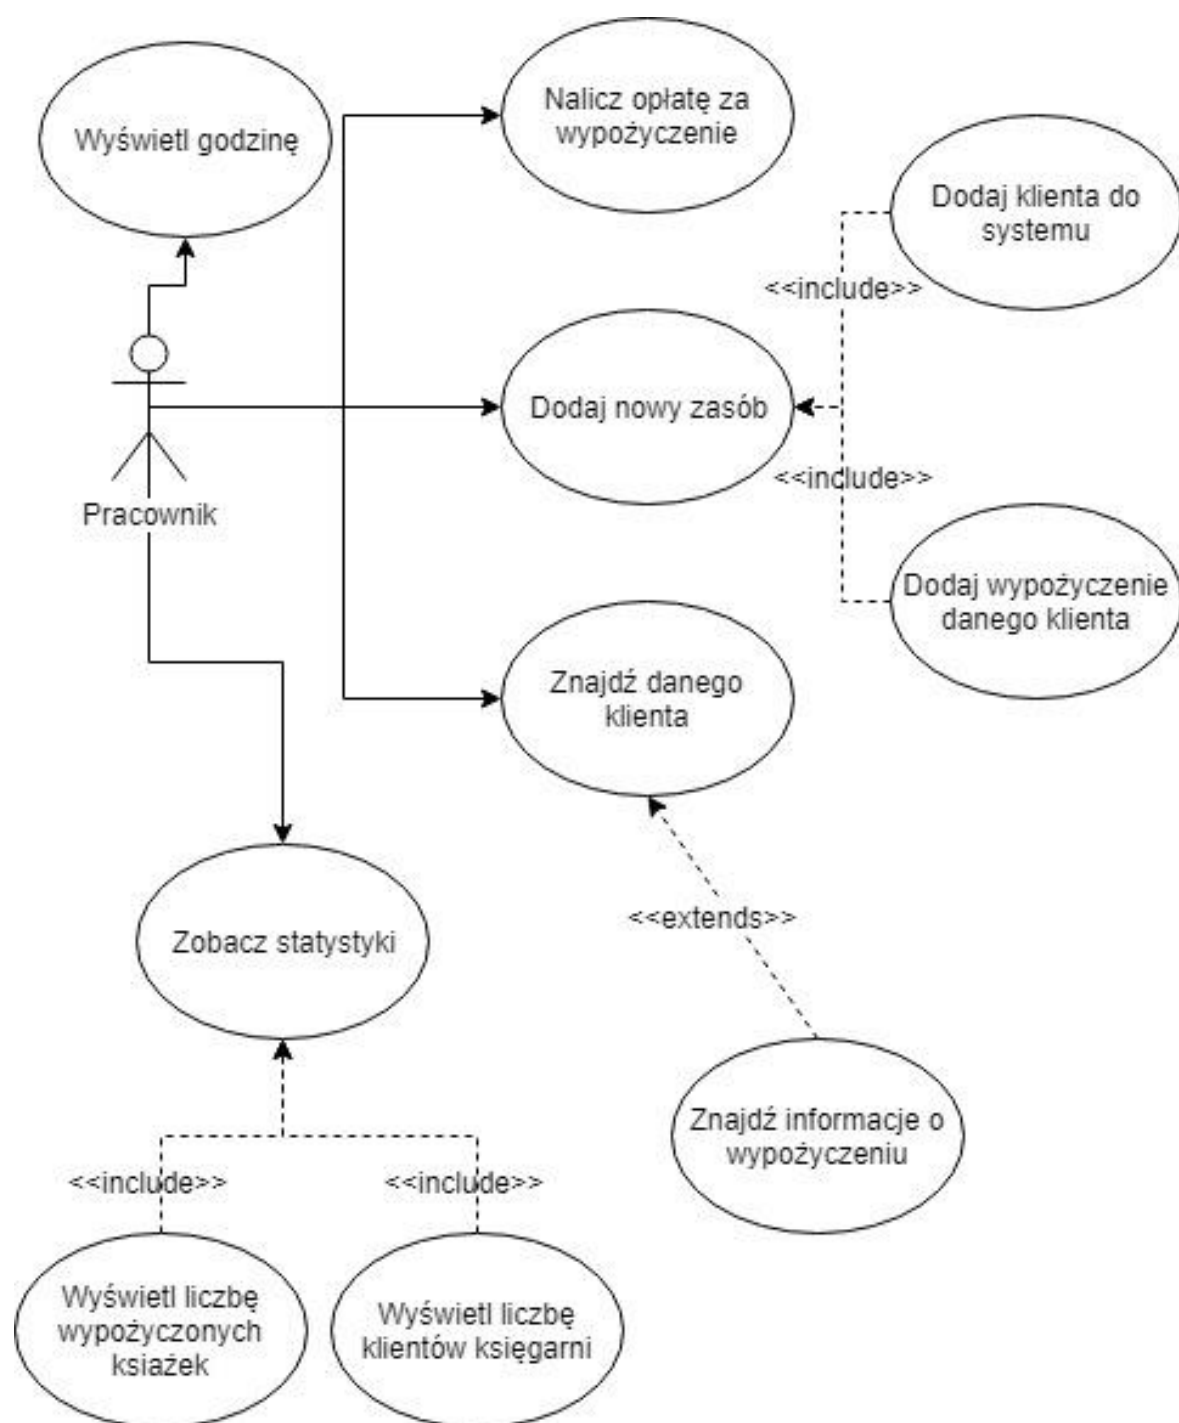 Wyświetl godzinę
Nalicz opłatę za
wypożyczenie
Dodaj klienta do
systemu
<<include>>
Dodaj nowy zasób
<<include>>
Pracownik
Dodaj wypożyczenie
danego klienta
Znajdź danego
klienta
<<extends>>
Zobacz statystyki
Znajdź informacje o
wypożyczeniu
<<include>>
<<include>>
Wyświetl liczbę
wypożyczonych
ksiażek
Wyświetl liczbę
klientów księgarni